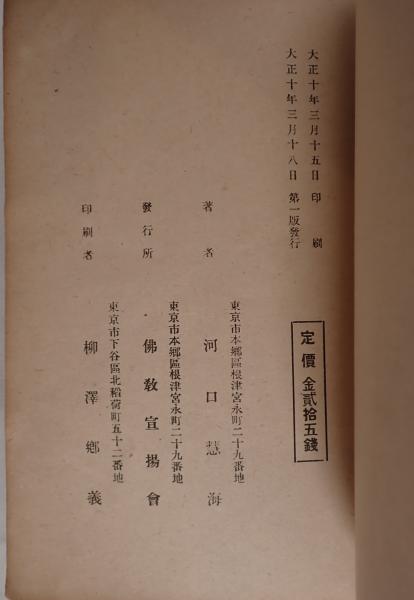 大正十年三月十五日 印刷
大正十年三月十八日 第一版發行
定價 金貳拾五錢
東京市本鄕區根津宮永町二十九番地
著者 河口慧海
東京市本鄕區根津宮永町二十九番地
發行所 佛敎宣揚會
東京市下谷區北稻荷町五十二番地
印刷者 柳澤鄕義